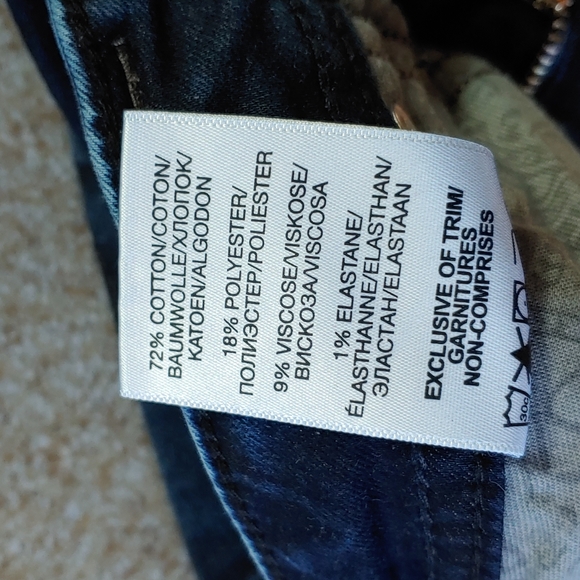 72% COTTON/COTON/
BAUMWOLLE/ХЛОПОК/
KATOEN/ALGODON
18% POLYESTER/
ПОЛИЭСТЕР/POLIESTER
9% VISCOSE/VISKOSE/
ВИСКОЗА/VISCOSA
1% ELASTANE/
ÉLASTHANNE/ELASTHAN/
ЭЛАСТАН/ELASTAAN
EXCLUSIVE OF TRIM/
GARNITURES
NON-COMPRISES